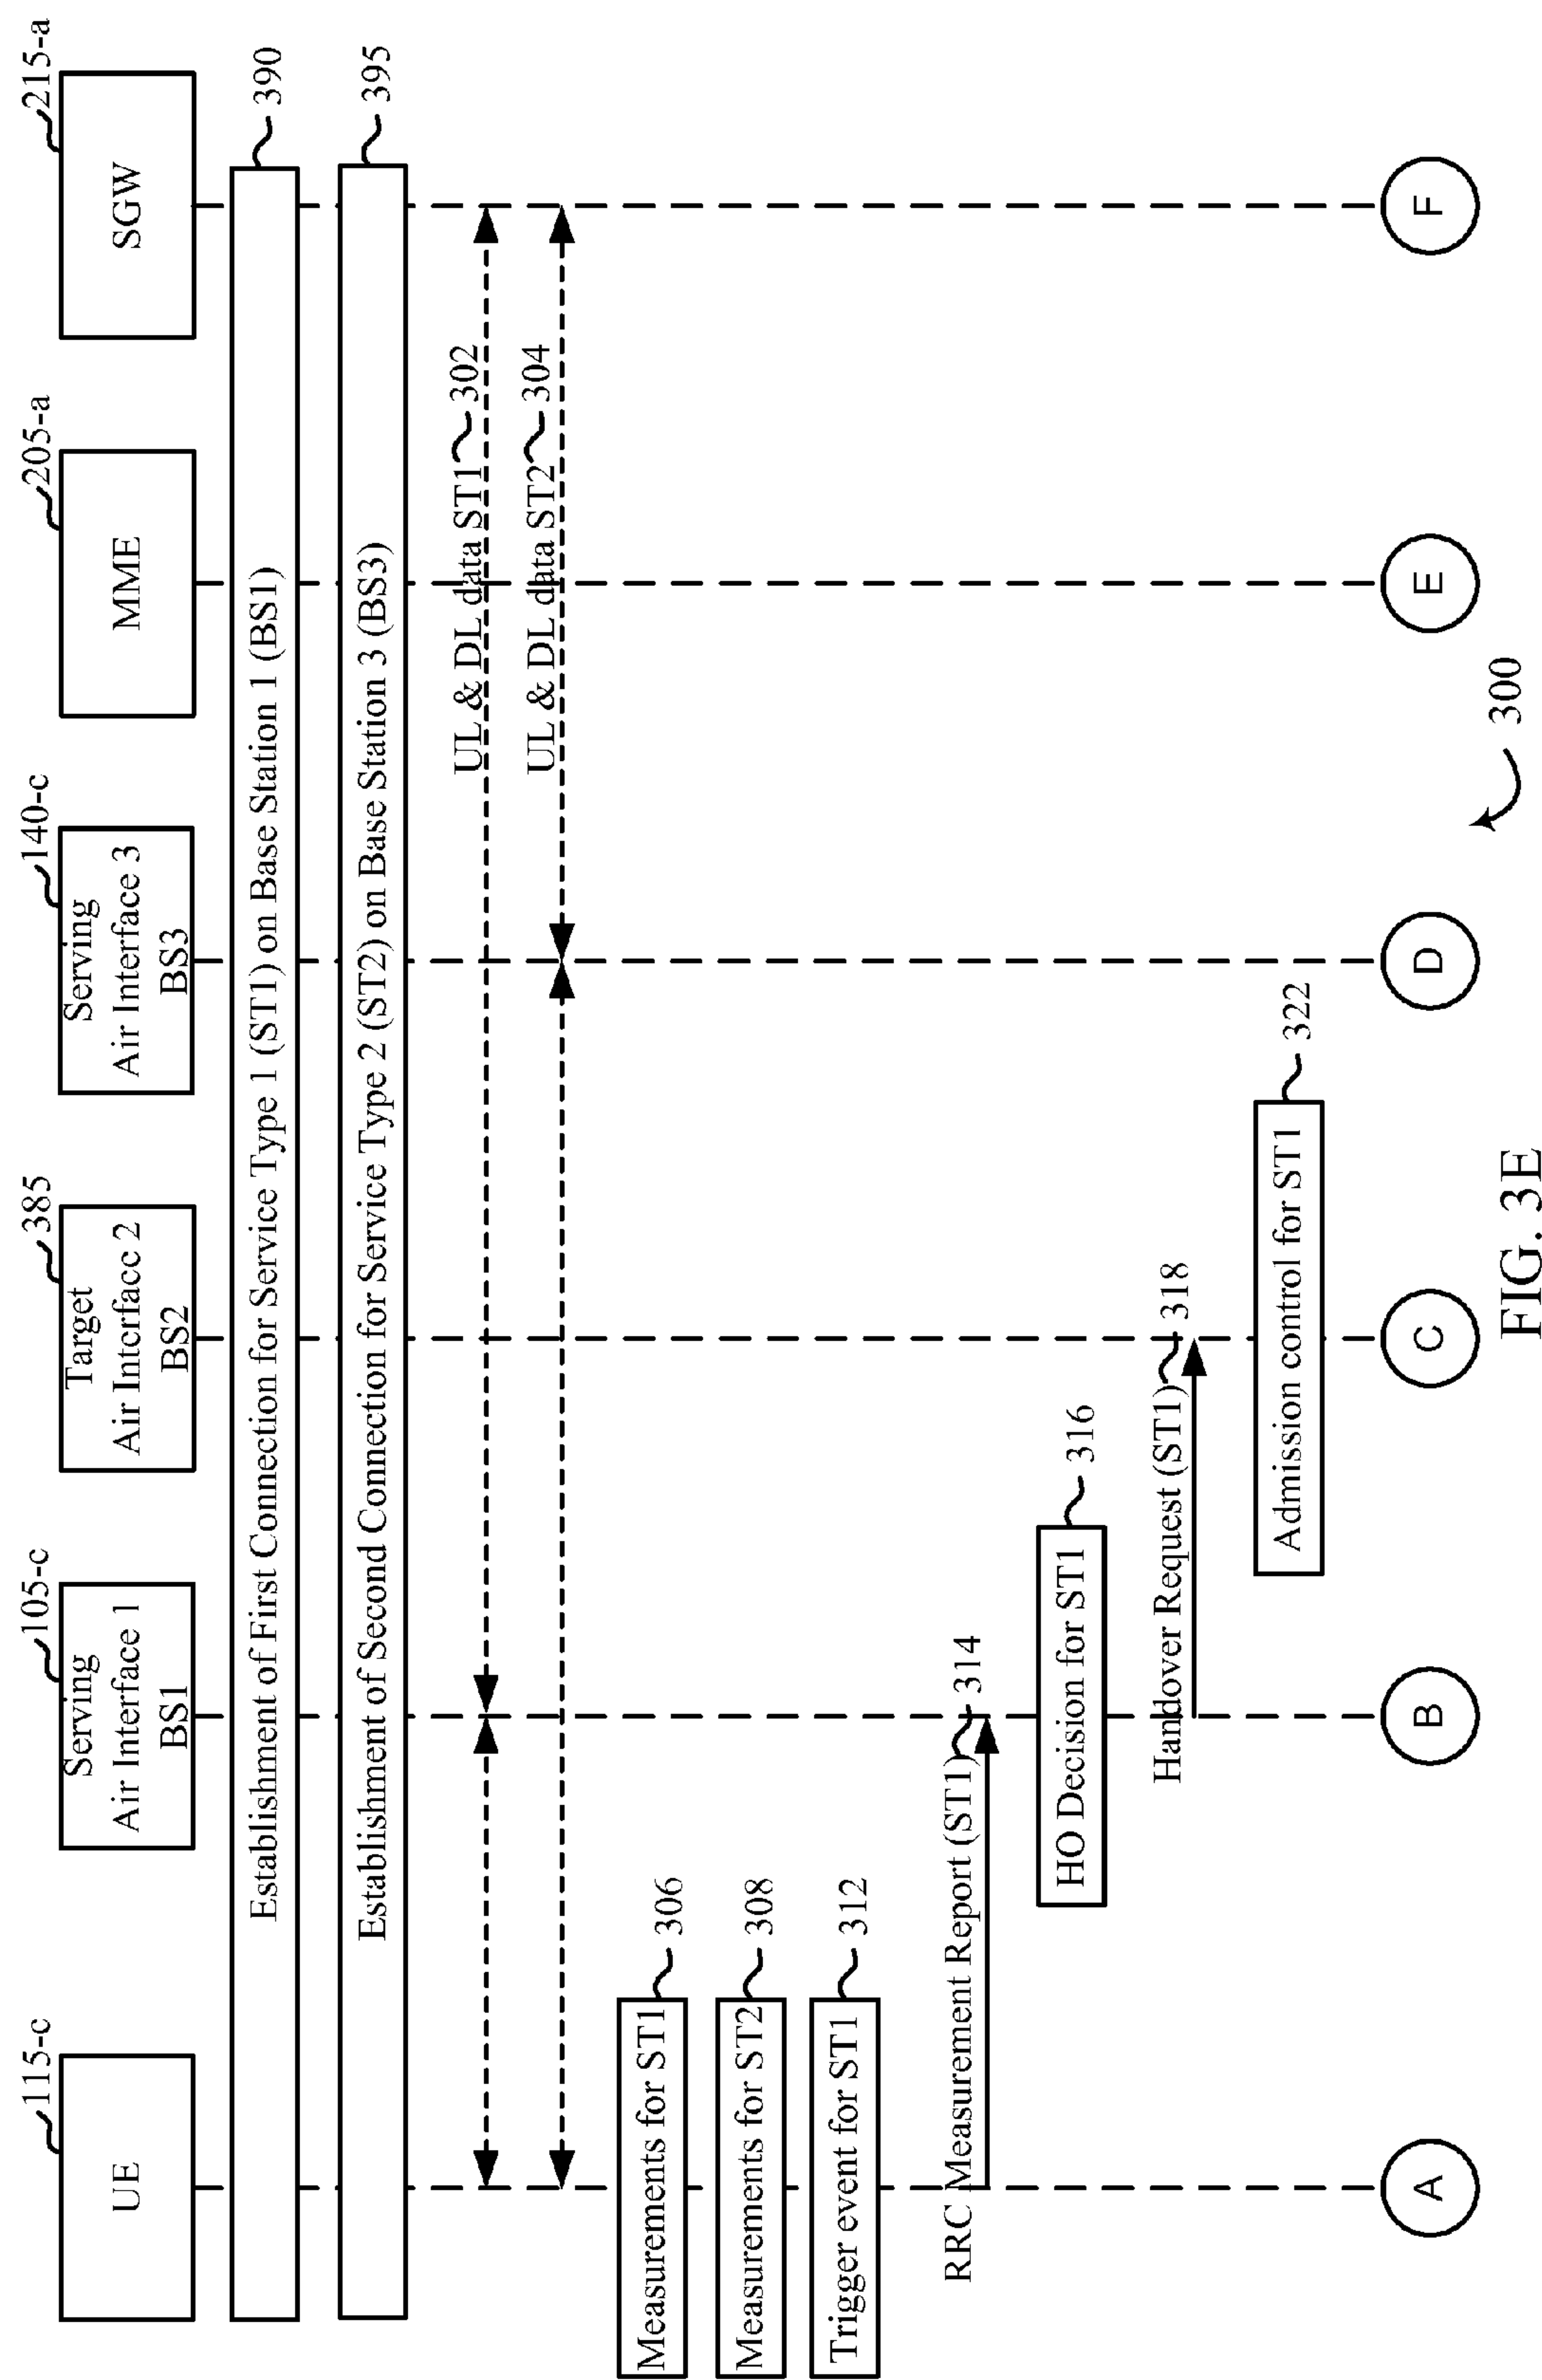 115-c
105-c
385
140-c
205-a
215-a
UE
Serving
Air Interface 1
BS1
Target
Air Interface 2
BS2
Serving
Air Interface 3
BS3
MME
SGW
Establishment of First Connection for Service Type 1 (ST1) on Base Station 1 (BS1)
390
Establishment of Second Connection for Service Type 2 (ST2) on Base Station 3 (BS3)
395
UL & DL data ST1
302
UL & DL data ST2
304
Measurements for ST1
306
Measurements for ST2
308
Trigger event for ST1
312
RRC Measurement Report (ST1)
314
HO Decision for ST1
316
Handover Request (ST1)
318
Admission control for ST1
322
A
B
C
D
E
F
300
FIG. 3E